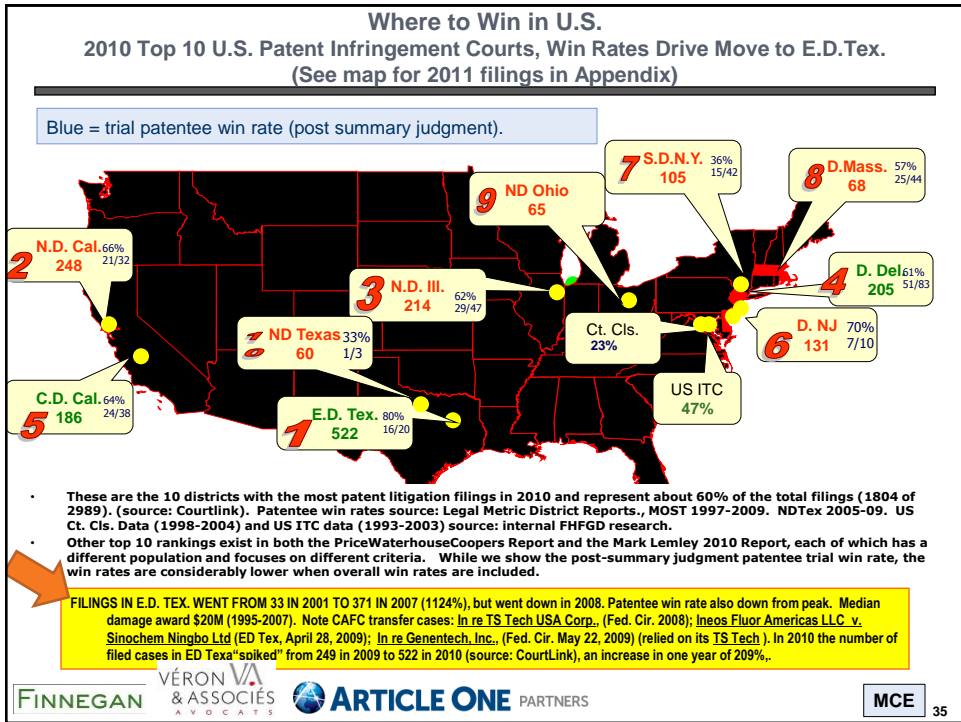 Where to Win in U.S.
2010 Top 10 U.S. Patent Infringement Courts, Win Rates Drive Move to E.D.Tex.
(See map for 2011 filings in Appendix)
Blue = trial patentee win rate (post summary judgment).
7 S.D.N.Y. 36%
105 15/42
8 D.Mass. 57%
68 25/44
9 ND Ohio
65
2 N.D. Cal. 66%
248 21/32
3 N.D. Ill. 62%
214 29/47
4 D. Del. 61%
205 51/83
10 ND Texas 33%
60 1/3
Ct. Cls.
23%
6 D. NJ 70%
131 7/10
US ITC
47%
5 C.D. Cal. 64%
186 24/38
1 E.D. Tex. 80%
522 16/20
• These are the 10 districts with the most patent litigation filings in 2010 and represent about 60% of the total filings (1804 of
2989). (source: Courtlink). Patentee win rates source: Legal Metric District Reports., MOST 1997-2009. NDTex 2005-09. US
Ct. Cls. Data (1998-2004) and US ITC data (1993-2003) source: internal FHFGD research.
• Other top 10 rankings exist in both the PriceWaterhouseCoopers Report and the Mark Lemley 2010 Report, each of which has a
different population and focuses on different criteria. While we show the post-summary judgment patentee trial win rate, the
win rates are considerably lower when overall win rates are included.
FILINGS IN E.D. TEX. WENT FROM 33 IN 2001 TO 371 IN 2007 (1124%), but went down in 2008. Patentee win rate also down from peak. Median
damage award $20M (1995-2007). Note CAFC transfer cases: In re TS Tech USA Corp., (Fed. Cir. 2008); Ineos Fluor Americas LLC v.
Sinochem Ningbo Ltd (ED Tex, April 28, 2009); In re Genentech, Inc., (Fed. Cir. May 22, 2009) (relied on its TS Tech ). In 2010 the number of
filed cases in ED Texa“spiked” from 249 in 2009 to 522 in 2010 (source: CourtLink), an increase in one year of 209%,.
FINNEGAN
VÉRON VA
& ASSOCIÉS
AVOCATS
ARTICLE ONE PARTNERS
MCE
35